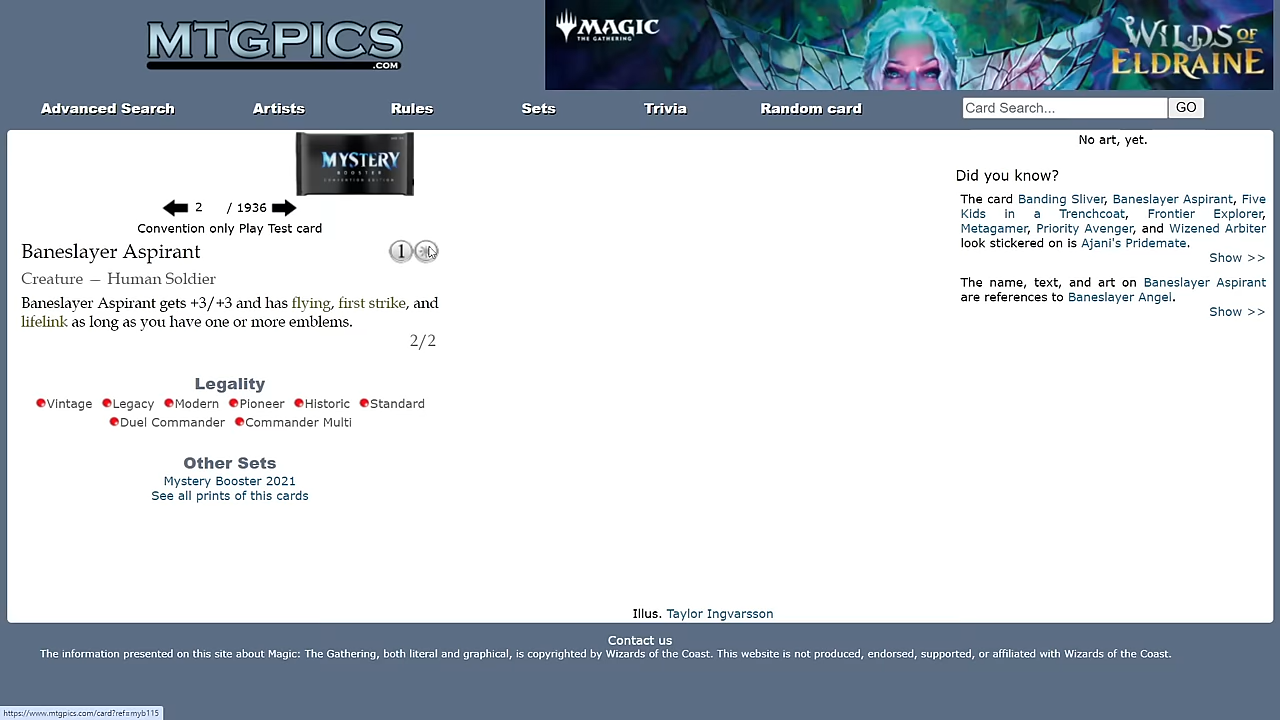 MTGPICS
.COM
MAGIC
THE GATHERING
WILDS OF
ELDRAINE
Advanced Search Artists Rules Sets Trivia Random card Card Search... GO
MYSTERY
BOOSTER
CONVENTION EDITION
2 / 1936
Convention only Play Test card
Baneslayer Aspirant 1
Creature — Human Soldier
Baneslayer Aspirant gets +3/+3 and has flying, first strike, and
lifelink as long as you have one or more emblems.
2/2
Legality
Vintage Legacy Modern Pioneer Historic Standard
Duel Commander Commander Multi
Other Sets
Mystery Booster 2021
See all prints of this cards
No art, yet.
Did you know?
The card Banding Sliver, Baneslayer Aspirant, Five
Kids in a Trenchcoat, Frontier Explorer,
Metagamer, Priority Avenger, and Wizened Arbiter
look stickered on is Ajani's Pridemate.
Show >>
The name, text, and art on Baneslayer Aspirant
are references to Baneslayer Angel.
Show >>
Illus. Taylor Ingvarsson
Contact us
The information presented on this site about Magic: The Gathering, both literal and graphical, is copyrighted by Wizards of the Coast. This website is not produced, endorsed, supported, or affiliated with Wizards of the Coast.
https://www.mtgpics.com/card?ref=myb115